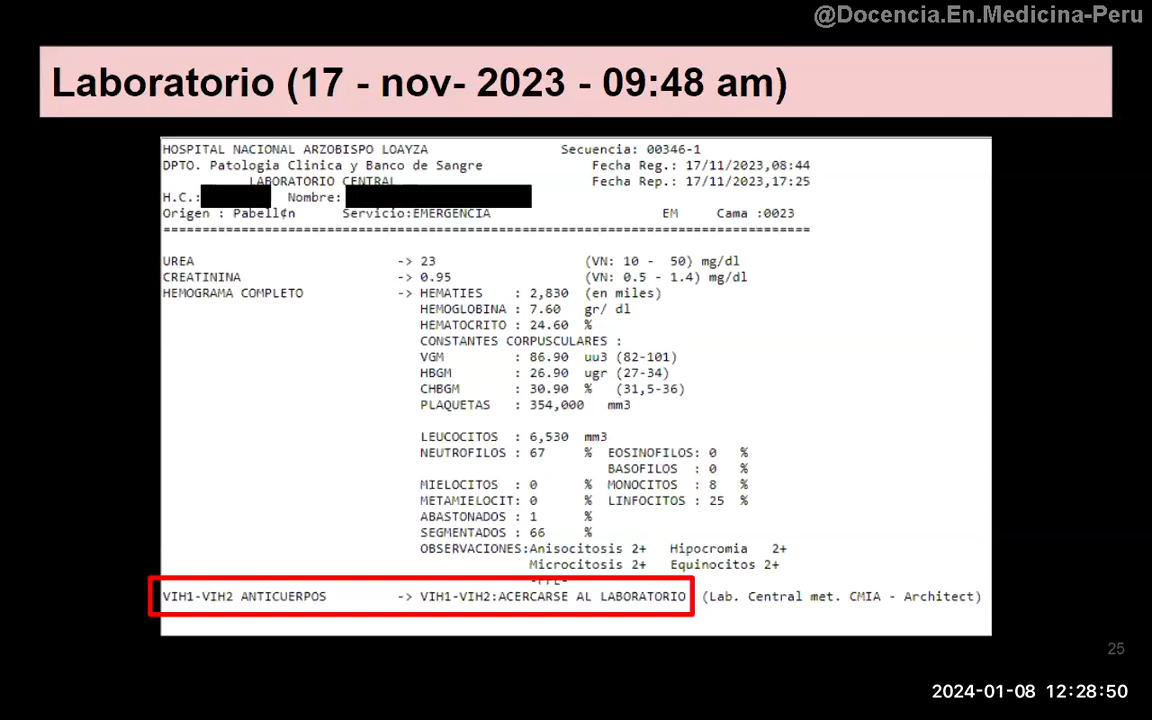 @Docencia.En.Medicina-Peru
Laboratorio (17 - nov- 2023 - 09:48 am)
HOSPITAL NACIONAL ARZOBISPO LOAYZA Secuencia: 00346-1
DPTO. Patologia Clinica y Banco de Sangre Fecha Reg.: 17/11/2023,08:44
LABORATORIO CENTRAL Fecha Rep.: 17/11/2023,17:25
H.C.: Nombre:
Origen : Pabell¢n Servicio:EMERGENCIA EM Cama :0023
===================================================================================
UREA -> 23 (VN: 10 - 50) mg/dl
CREATININA -> 0.95 (VN: 0.5 - 1.4) mg/dl
HEMOGRAMA COMPLETO -> HEMATIES : 2,830 (en miles)
HEMOGLOBINA : 7.60 gr/ dl
HEMATOCRITO : 24.60 %
CONSTANTES CORPUSCULARES :
VGM : 86.90 uu3 (82-101)
HBGM : 26.90 ugr (27-34)
CHBGM : 30.90 % (31,5-36)
PLAQUETAS : 354,000 mm3
LEUCOCITOS : 6,530 mm3
NEUTROFILOS : 67 % EOSINOFILOS: 0 %
BASOFILOS : 0 %
MIELOCITOS : 0 % MONOCITOS : 8 %
METAMIELOCIT: 0 % LINFOCITOS : 25 %
ABASTONADOS : 1 %
SEGMENTADOS : 66 %
OBSERVACIONES:Anisocitosis 2+ Hipocromia 2+
Microcitosis 2+ Equinocitos 2+
VIH1-VIH2 ANTICUERPOS -> VIH1-VIH2:ACERCARSE AL LABORATORIO (Lab. Central met. CMIA - Architect)
25
2024-01-08 12:28:50